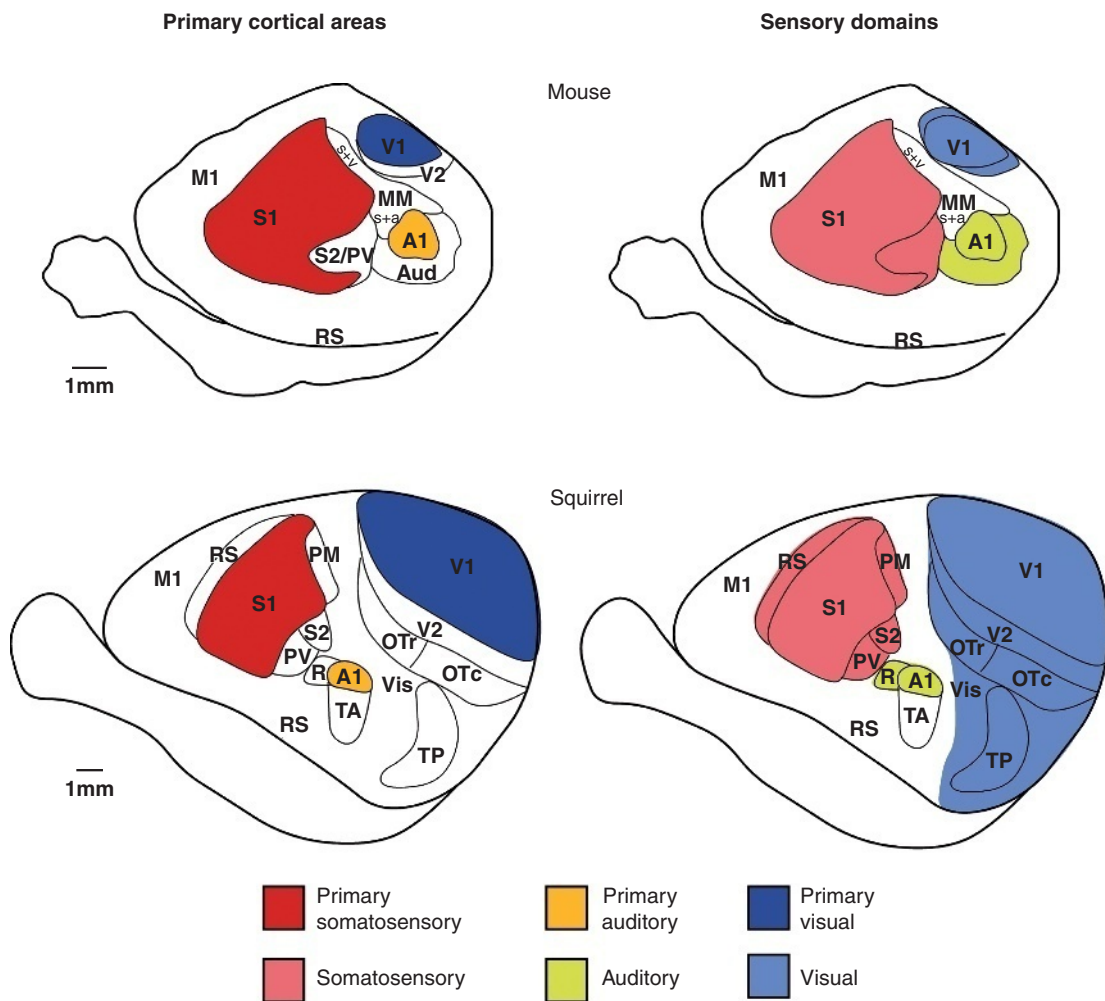 Primary cortical areas
Sensory domains
Mouse
V1
s+v
V2
M1
MM
S1
s+a
A1
S2/PV
Aud
RS
1mm
V1
s+v
M1
MM
S1
s+a
A1
RS
Squirrel
RS
PM
M1
V1
S1
S2
V2
OTr
PV
R
A1
Vis
OTc
RS
TA
TP
1mm
RS
PM
M1
V1
S1
S2
V2
OTr
PV
R
A1
Vis
OTc
RS
TA
TP
Primary
somatosensory
Primary
auditory
Primary
visual
Somatosensory
Auditory
Visual